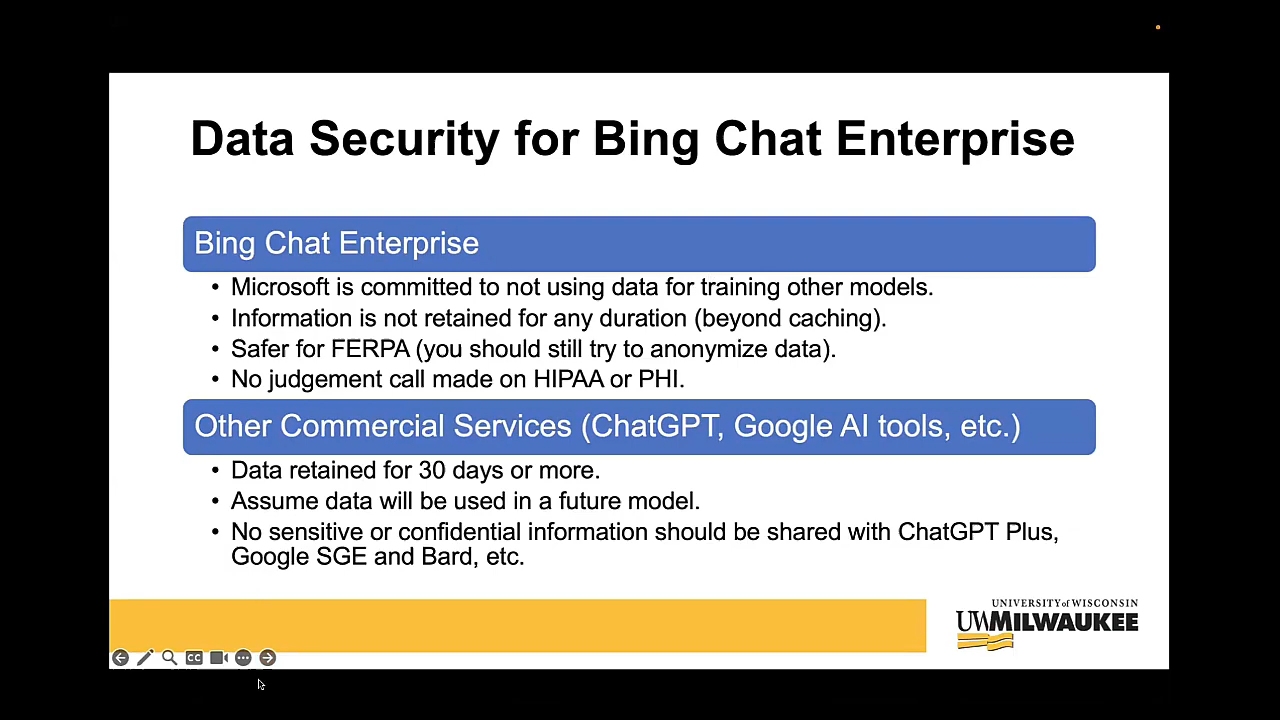 Data Security for Bing Chat Enterprise
Bing Chat Enterprise
• Microsoft is committed to not using data for training other models.
• Information is not retained for any duration (beyond caching).
• Safer for FERPA (you should still try to anonymize data).
• No judgement call made on HIPAA or PHI.
Other Commercial Services (ChatGPT, Google AI tools, etc.)
• Data retained for 30 days or more.
• Assume data will be used in a future model.
• No sensitive or confidential information should be shared with ChatGPT Plus,
Google SGE and Bard, etc.
UNIVERSITY of WISCONSIN
UWMILWAUKEE
CC